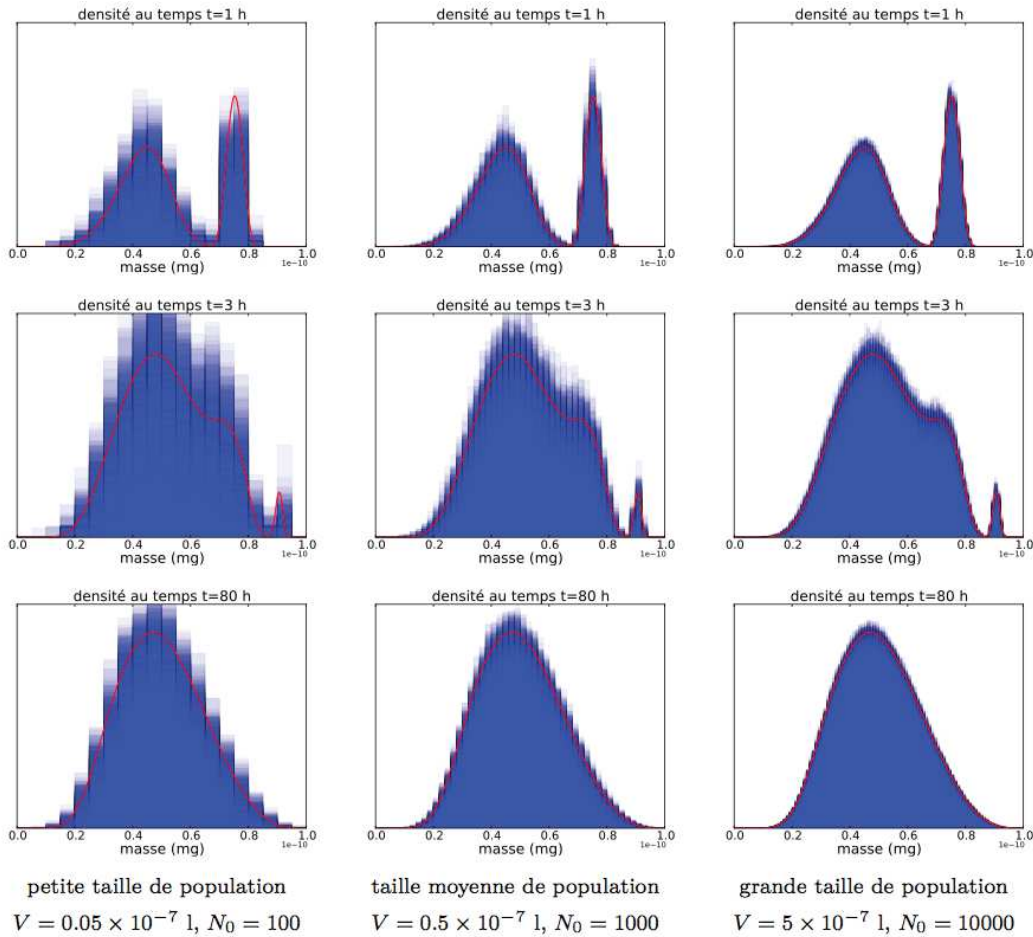 densité au temps t=1 h
densité au temps t=1 h
densité au temps t=1 h
0.0 0.2 0.4 0.6 0.8 1.0
masse (mg) 1e−10
0.0 0.2 0.4 0.6 0.8 1.0
masse (mg) 1e−10
0.0 0.2 0.4 0.6 0.8 1.0
masse (mg) 1e−10
densité au temps t=3 h
densité au temps t=3 h
densité au temps t=3 h
0.0 0.2 0.4 0.6 0.8 1.0
masse (mg) 1e−10
0.0 0.2 0.4 0.6 0.8 1.0
masse (mg) 1e−10
0.0 0.2 0.4 0.6 0.8 1.0
masse (mg) 1e−10
densité au temps t=80 h
densité au temps t=80 h
densité au temps t=80 h
0.0 0.2 0.4 0.6 0.8 1.0
masse (mg) 1e−10
0.0 0.2 0.4 0.6 0.8 1.0
masse (mg) 1e−10
0.0 0.2 0.4 0.6 0.8 1.0
masse (mg) 1e−10
petite taille de population
V = 0.05 × 10⁻⁷ l, N₀ = 100
taille moyenne de population
V = 0.5 × 10⁻⁷ l, N₀ = 1000
grande taille de population
V = 5 × 10⁻⁷ l, N₀ = 10000